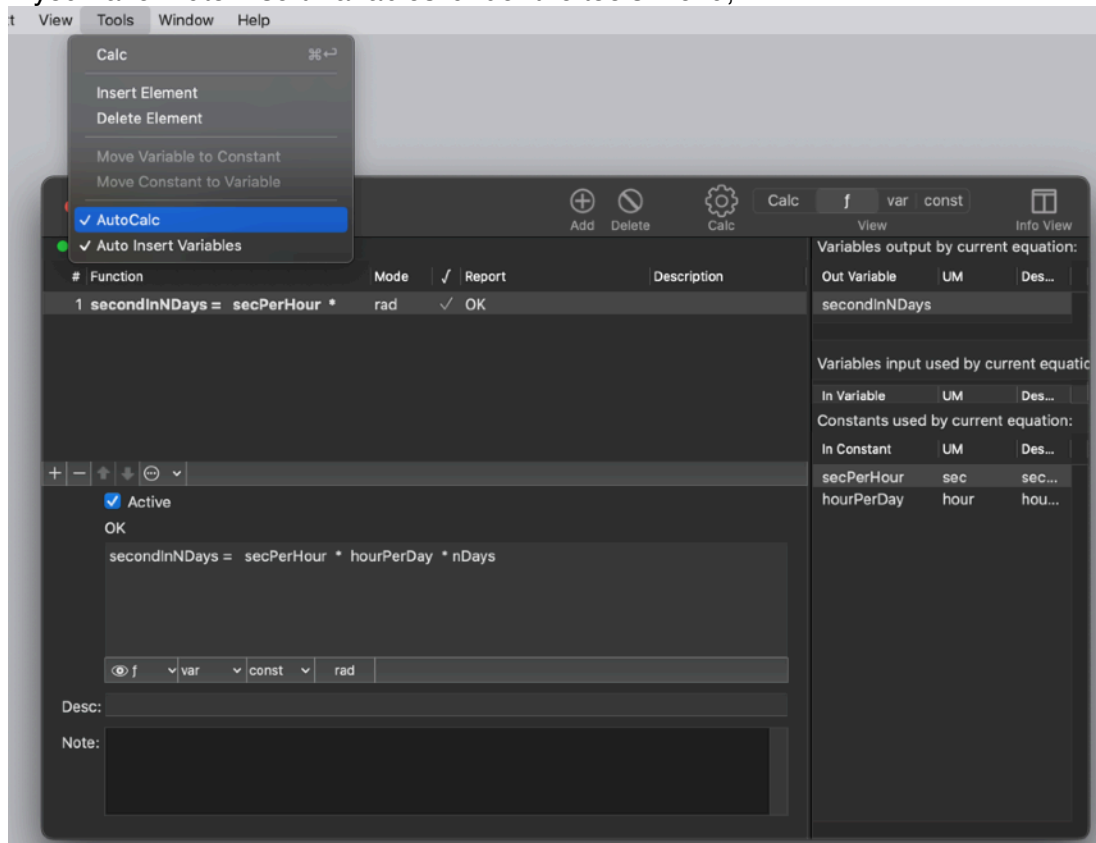 View Tools Window Help
Calc ⌘↩
Insert Element
Delete Element
Move Variable to Constant
Move Constant to Variable
✓ AutoCalc
✓ Auto Insert Variables
Add Delete Calc
Calc ƒ var const
View
Info View
Variables output by current equation:
# Function Mode √ Report Description
Out Variable UM Des...
1 secondInNDays = secPerHour * rad ✓ OK
secondInNDays
Variables input used by current equatic
In Variable UM Des...
Constants used by current equation:
In Constant UM Des...
secPerHour sec sec...
hourPerDay hour hou...
Active
OK
secondInNDays = secPerHour * hourPerDay * nDays
ƒ var const rad
Desc:
Note: